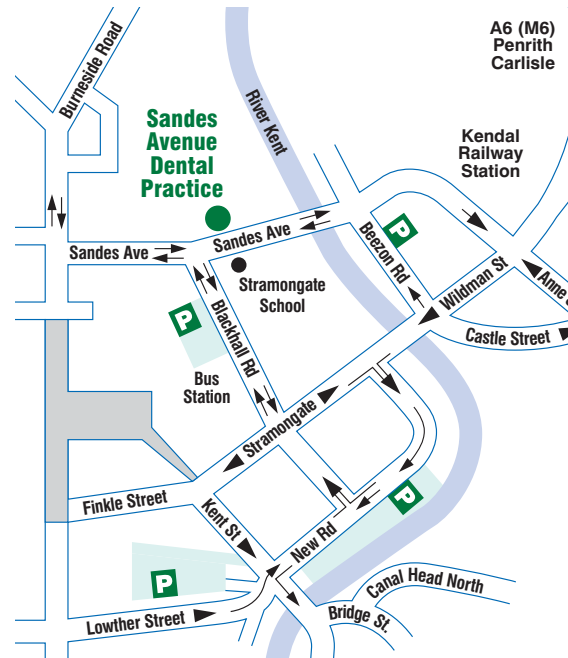 A6 (M6)
Penrith
Carlisle
Burneside Road
Sandes
Avenue
Dental
Practice
River Kent
Kendal
Railway
Station
Sandes Ave
Sandes Ave
Beezon Rd
P
Wildman St
Anne
Castle Street
Stramongate
School
P
Blackhall Rd
Bus
Station
Stramongate
Finkle Street
Kent St
P
New Rd
P
Lowther Street
Canal Head North
Bridge St.